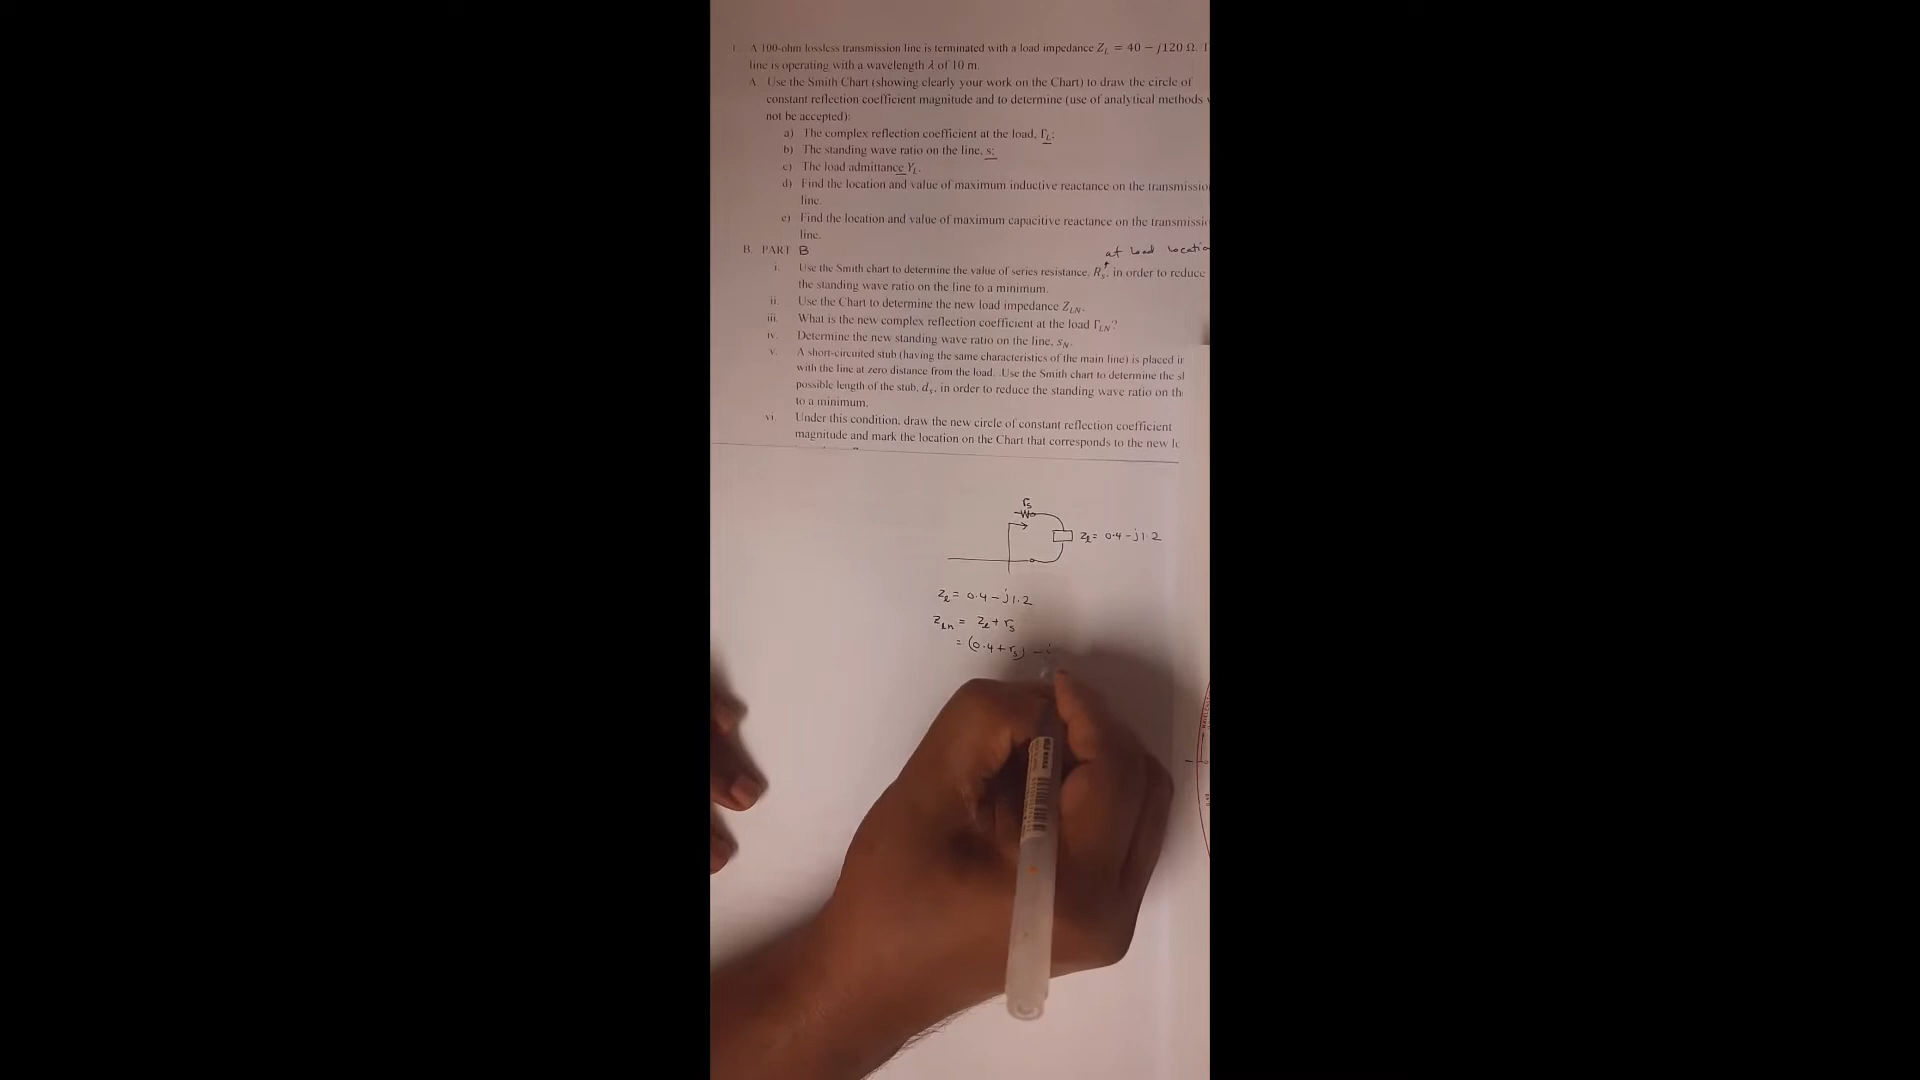 1. A 100-ohm lossless transmission line is terminated with a load impedance Z_L = 40 − j120 Ω. T
line is operating with a wavelength λ of 10 m.
A. Use the Smith Chart (showing clearly your work on the Chart) to draw the circle of
constant reflection coefficient magnitude and to determine (use of analytical methods
not be accepted):
a) The complex reflection coefficient at the load, Γ_L;
b) The standing wave ratio on the line, s;
c) The load admittance Y_L.
d) Find the location and value of maximum inductive reactance on the transmissio
line.
e) Find the location and value of maximum capacitive reactance on the transmissi
line.
B. PART B
at load locatio
i. Use the Smith chart to determine the value of series resistance, R_s, in order to reduce
the standing wave ratio on the line to a minimum.
ii. Use the Chart to determine the new load impedance Z_LN.
iii. What is the new complex reflection coefficient at the load Γ_LN?
iv. Determine the new standing wave ratio on the line, s_N.
v. A short-circuited stub (having the same characteristics of the main line) is placed ir
with the line at zero distance from the load. .Use the Smith chart to determine the sl
possible length of the stub, d_s, in order to reduce the standing wave ratio on th
to a minimum.
vi. Under this condition, draw the new circle of constant reflection coefficient
magnitude and mark the location on the Chart that corresponds to the new lo
r_s
z_l = 0.4 − j1.2
z_l = 0.4 − j1.2
z_ln = z_l + r_s
= (0.4 + r_s) − j